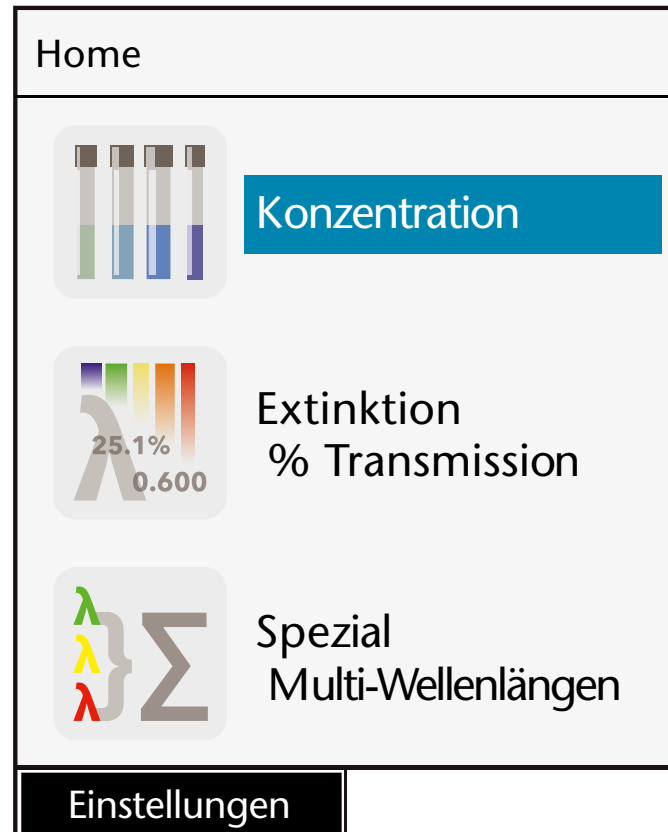 Home
Konzentration
λ
25.1%
0.600
Extinktion
% Transmission
λ
λ
λ
} Σ
Spezial
Multi-Wellenlängen
Einstellungen